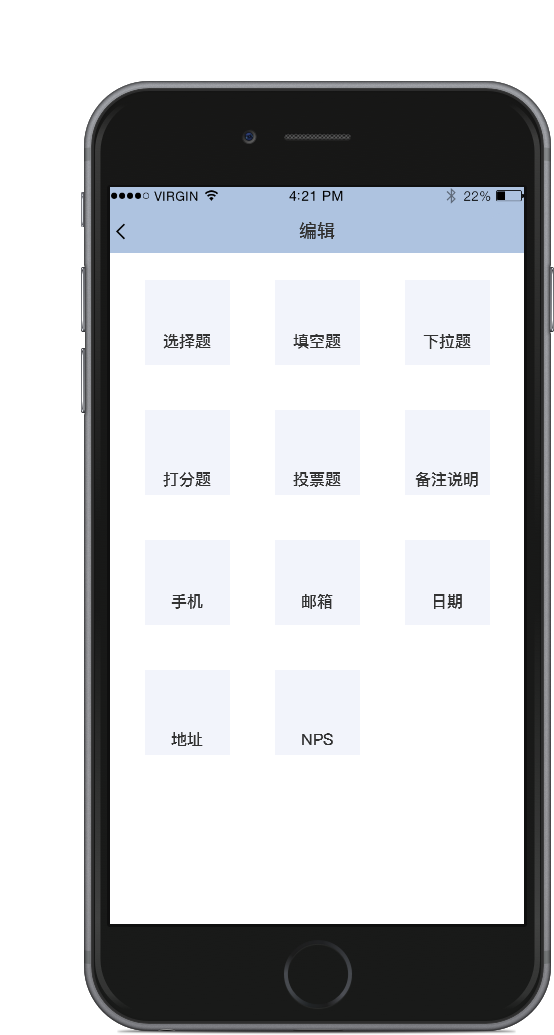 VIRGIN 4:21 PM 22%
编辑
选择题 填空题 下拉题
打分题 投票题 备注说明
手机 邮箱 日期
地址 NPS